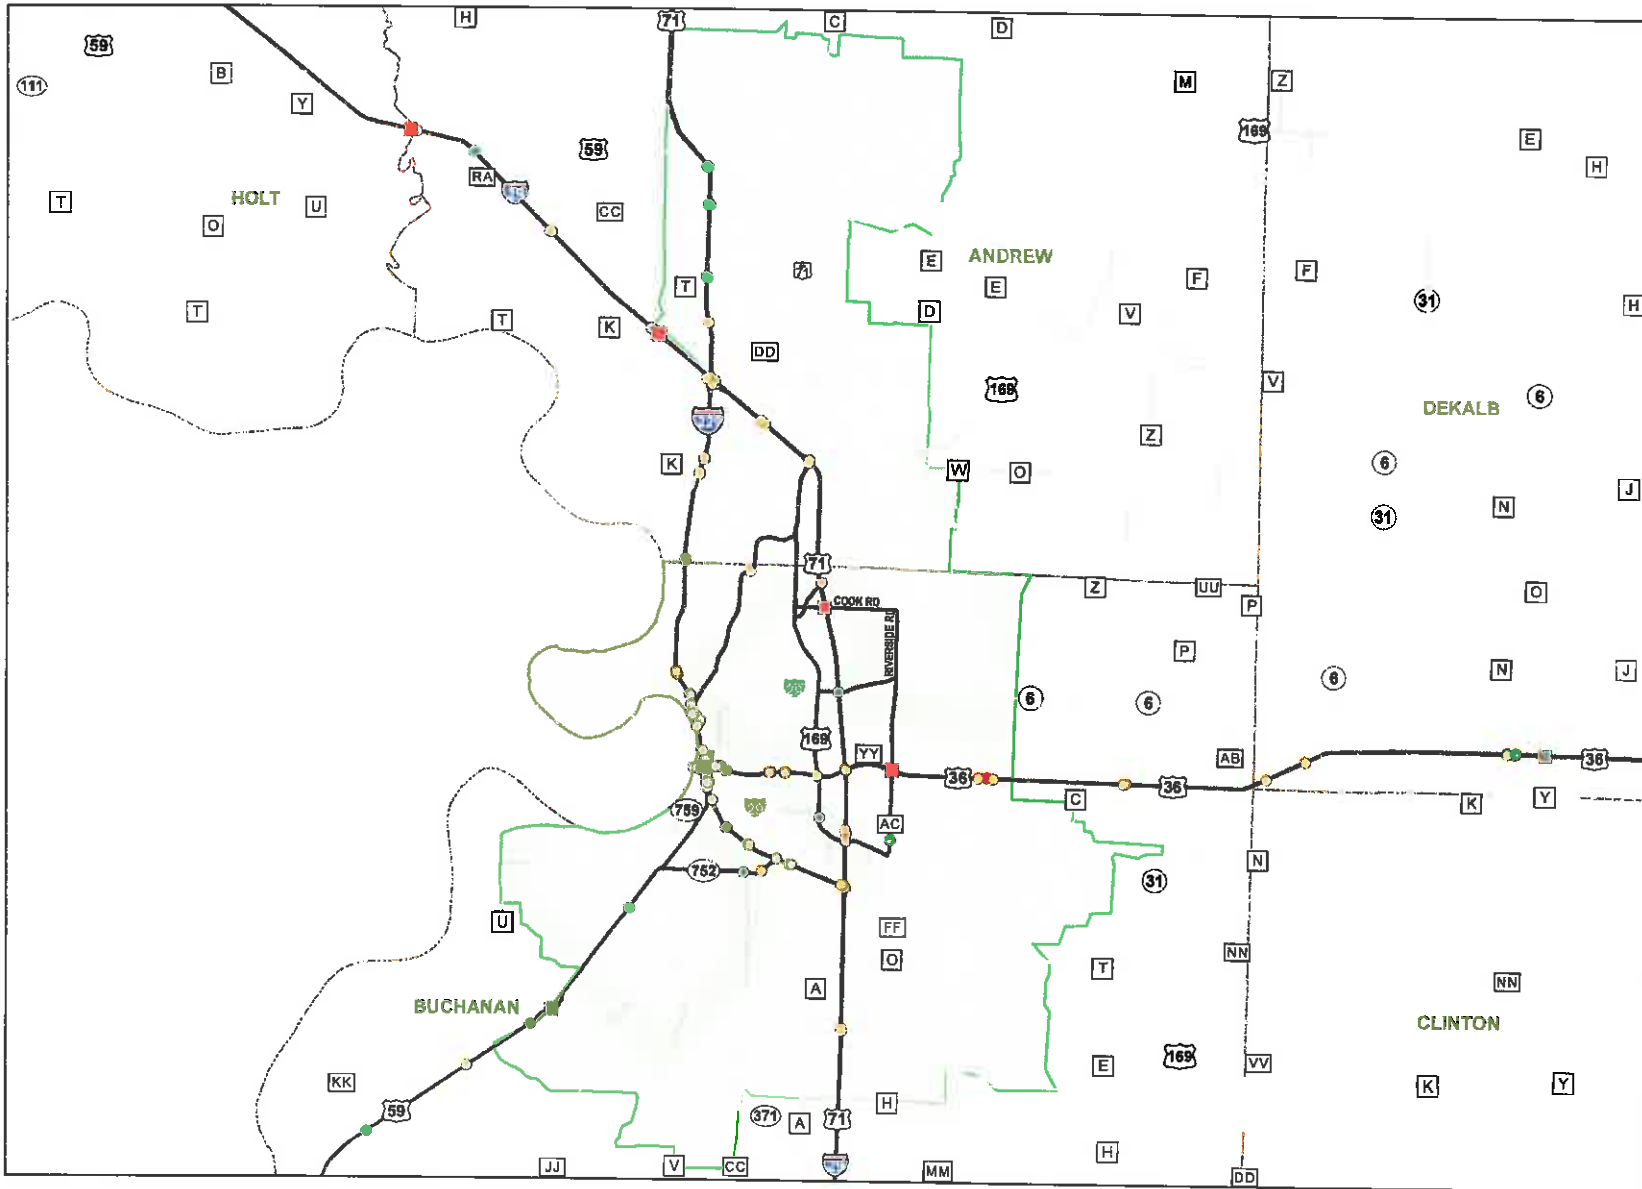 H
71
C
D
59
B
111
Y
M
Z
169
E
59
H
RA
CC
T
HOLT
U
O
E
ANDREW
F
F
71
T
E
31
H
D
V
T
T
K
DD
169
V
6
DEKALB
Z
K
W
O
6
J
N
31
71
Z
UU
O
P
COOK RD
RIVERSIDE RD
P
N
J
6
6
6
169
YY
AB
36
36
36
C
K
Y
759
AC
N
752
31
U
FF
O
T
NN
NN
A
BUCHANAN
CLINTON
169
E
VV
KK
K
Y
59
H
371
A
71
H
JJ
V
CC
MM
DD